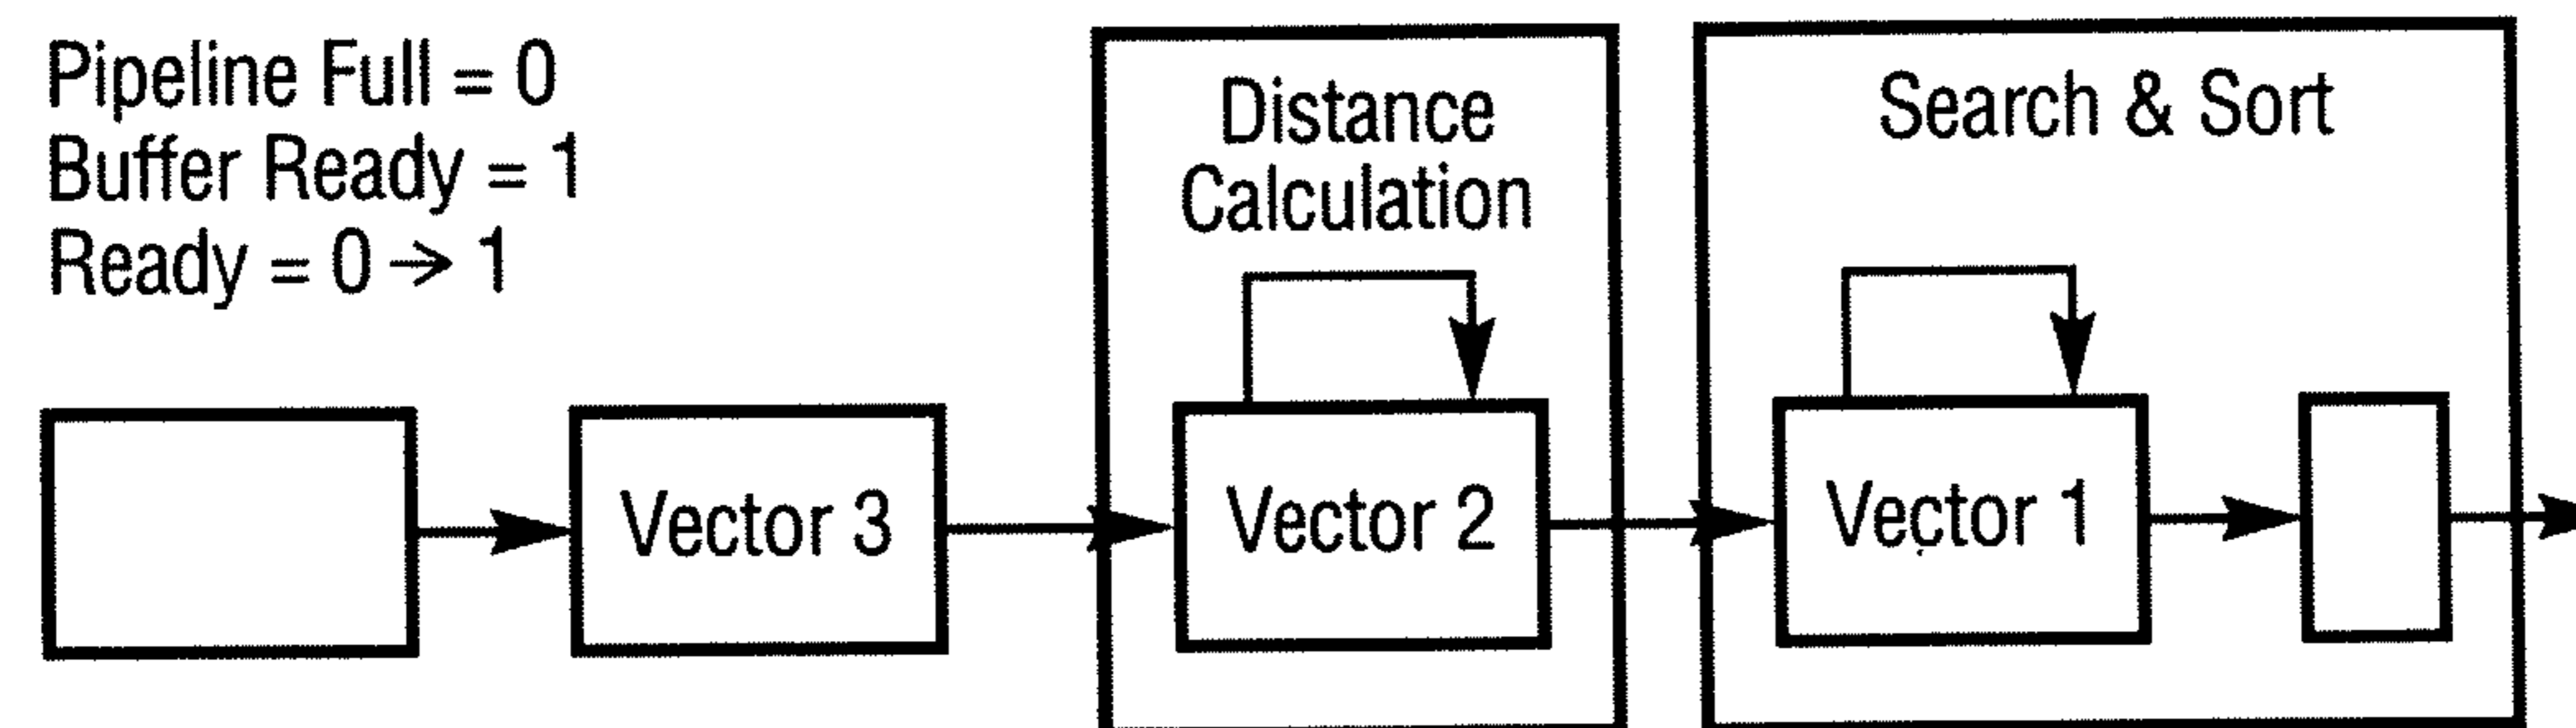 Pipeline Full = 0
Buffer Ready = 1
Ready = 0 → 1
Distance
Calculation
Search & Sort
Vector 3
Vector 2
Vector 1